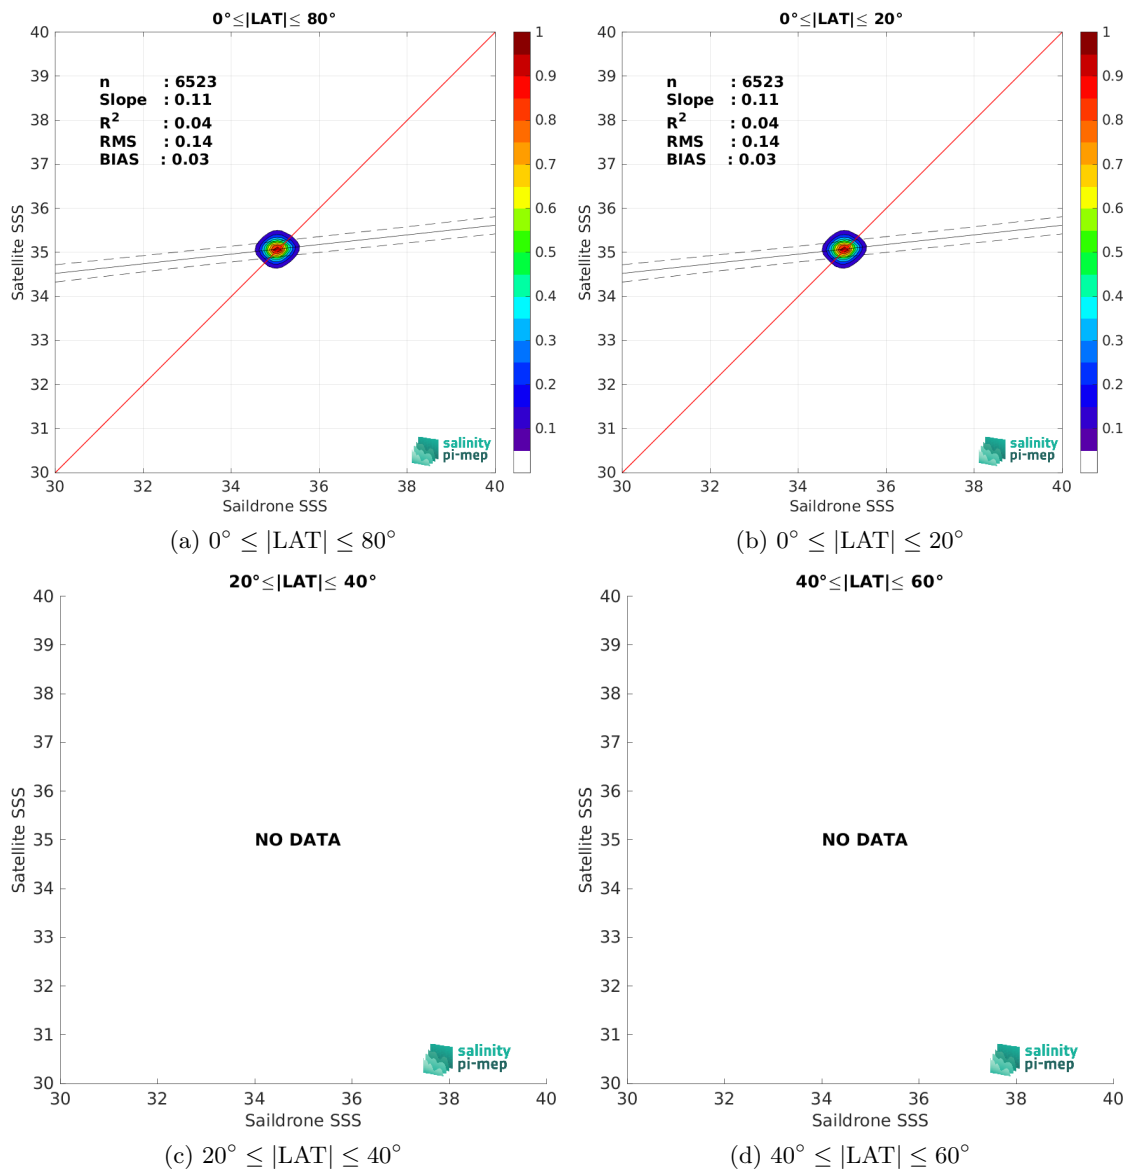 0°≤|LAT|≤ 80°
40
39
38
37
36
35
34
33
32
31
30
Satellite SSS
n : 6523
Slope : 0.11
R² : 0.04
RMS : 0.14
BIAS : 0.03
1
0.9
0.8
0.7
0.6
0.5
0.4
0.3
0.2
0.1
salinity
pi-mep
30 32 34 36 38 40
Saildrone SSS
(a) 0° ≤ |LAT| ≤ 80°
0°≤|LAT|≤ 20°
40
39
38
37
36
35
34
33
32
31
30
Satellite SSS
n : 6523
Slope : 0.11
R² : 0.04
RMS : 0.14
BIAS : 0.03
1
0.9
0.8
0.7
0.6
0.5
0.4
0.3
0.2
0.1
salinity
pi-mep
30 32 34 36 38 40
Saildrone SSS
(b) 0° ≤ |LAT| ≤ 20°
20°≤|LAT|≤ 40°
40
39
38
37
36
35
34
33
32
31
30
Satellite SSS
NO DATA
salinity
pi-mep
30 32 34 36 38 40
Saildrone SSS
(c) 20° ≤ |LAT| ≤ 40°
40°≤|LAT|≤ 60°
40
39
38
37
36
35
34
33
32
31
30
Satellite SSS
NO DATA
salinity
pi-mep
30 32 34 36 38 40
Saildrone SSS
(d) 40° ≤ |LAT| ≤ 60°